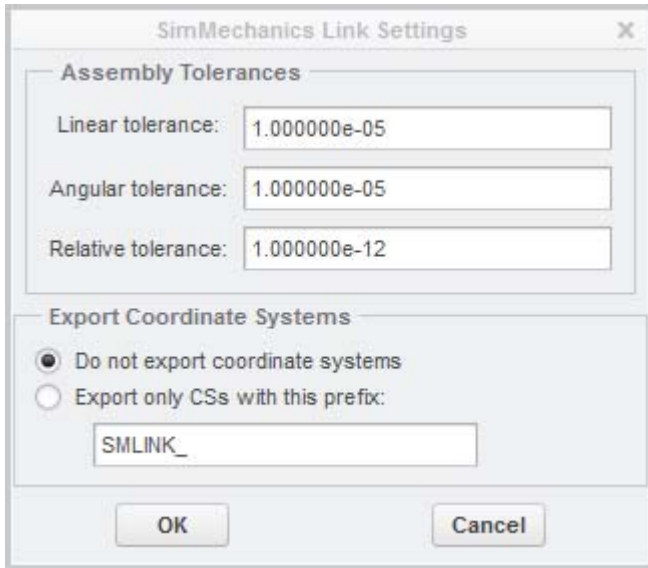 SimMechanics Link Settings X
Assembly Tolerances
Linear tolerance: 1.000000e-05
Angular tolerance: 1.000000e-05
Relative tolerance: 1.000000e-12
Export Coordinate Systems
Do not export coordinate systems
Export only CSs with this prefix:
SMLINK_
OK Cancel